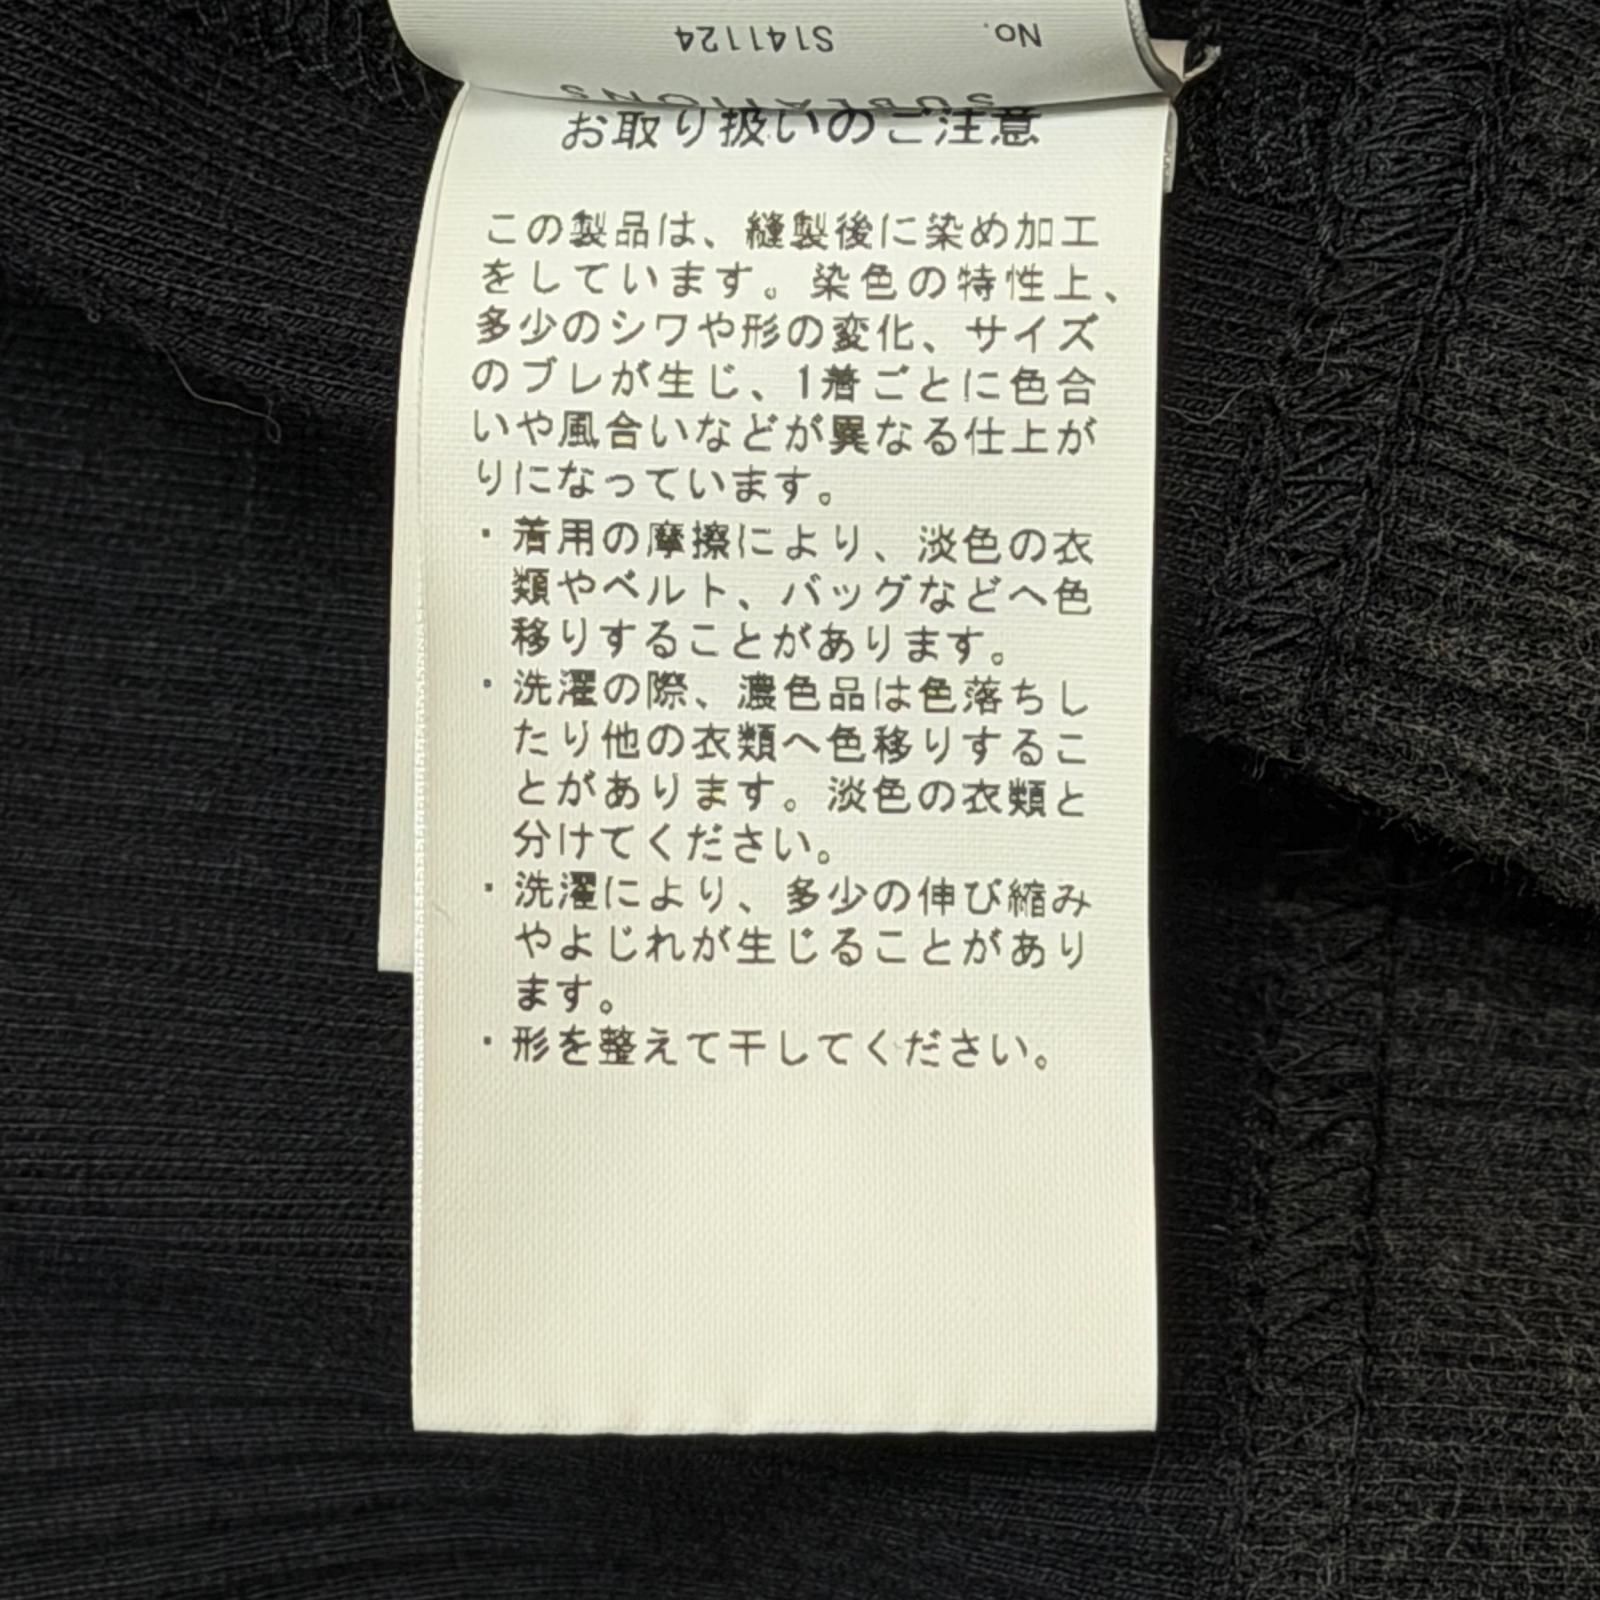 No. S141124
お取り扱いのご注意
この製品は、縫製後に染め加工
をしています。染色の特性上、
多少のシワや形の変化、サイズ
のブレが生じ、1着ごとに色合
いや風合いなどが異なる仕上が
りになっています。
・着用の摩擦により、淡色の衣
類やベルト、バッグなどへ色
移りすることがあります。
・洗濯の際、濃色品は色落ちし
たり他の衣類へ色移りするこ
とがあります。淡色の衣類と
分けてください。
・洗濯により、多少の伸び縮み
やよじれが生じることがあり
ます。
・形を整えて干してください。